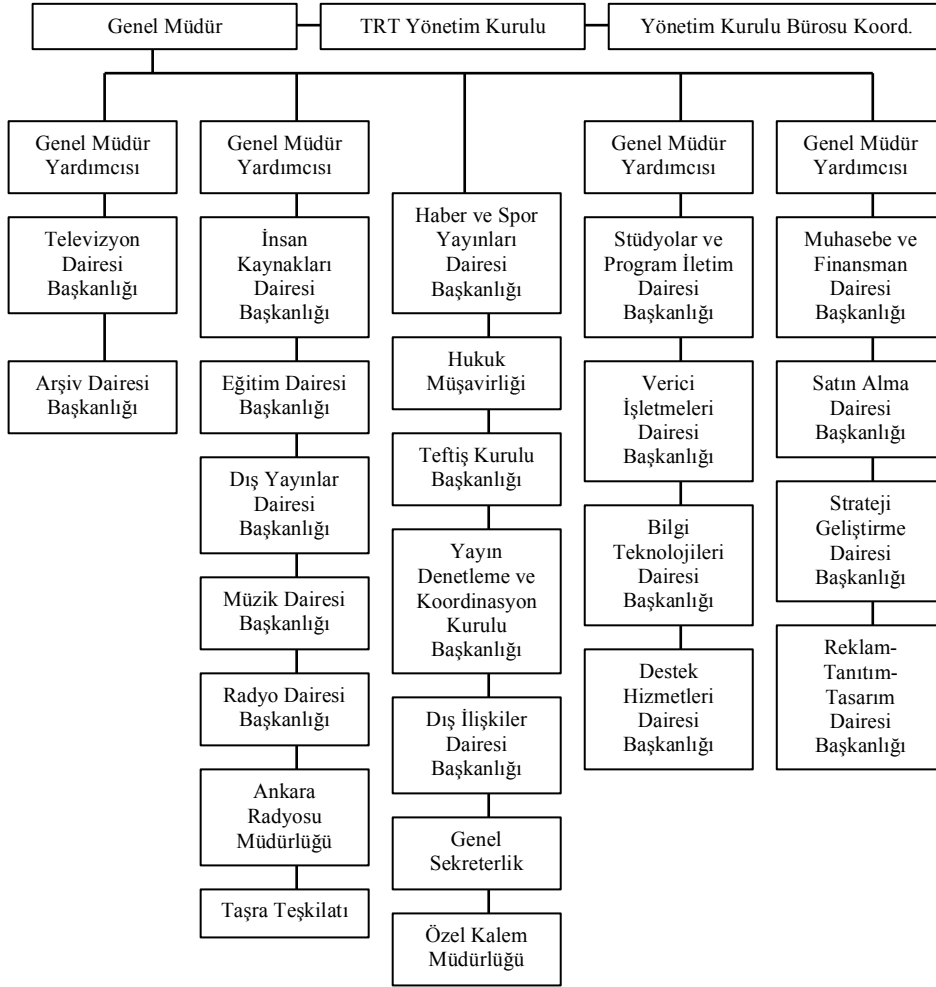 Genel Müdür
TRT Yönetim Kurulu
Yönetim Kurulu Bürosu Koord.
Genel Müdür
Yardımcısı
Televizyon
Dairesi
Başkanlığı
Arşiv Dairesi
Başkanlığı
Genel Müdür
Yardımcısı
İnsan
Kaynakları
Dairesi
Başkanlığı
Eğitim Dairesi
Başkanlığı
Dış Yayınlar
Dairesi
Başkanlığı
Müzik Dairesi
Başkanlığı
Radyo Dairesi
Başkanlığı
Ankara
Radyosu
Müdürlüğü
Taşra Teşkilatı
Haber ve Spor
Yayınları
Dairesi
Başkanlığı
Hukuk
Müşavirliği
Teftiş Kurulu
Başkanlığı
Yayın
Denetleme ve
Koordinasyon
Kurulu
Başkanlığı
Dış İlişkiler
Dairesi
Başkanlığı
Genel
Sekreterlik
Özel Kalem
Müdürlüğü
Genel Müdür
Yardımcısı
Stüdyolar ve
Program İletim
Dairesi
Başkanlığı
Verici
İşletmeleri
Dairesi
Başkanlığı
Bilgi
Teknolojileri
Dairesi
Başkanlığı
Destek
Hizmetleri
Dairesi
Başkanlığı
Genel Müdür
Yardımcısı
Muhasebe ve
Finansman
Dairesi
Başkanlığı
Satın Alma
Dairesi
Başkanlığı
Strateji
Geliştirme
Dairesi
Başkanlığı
Reklam-
Tanıtım-
Tasarım
Dairesi
Başkanlığı